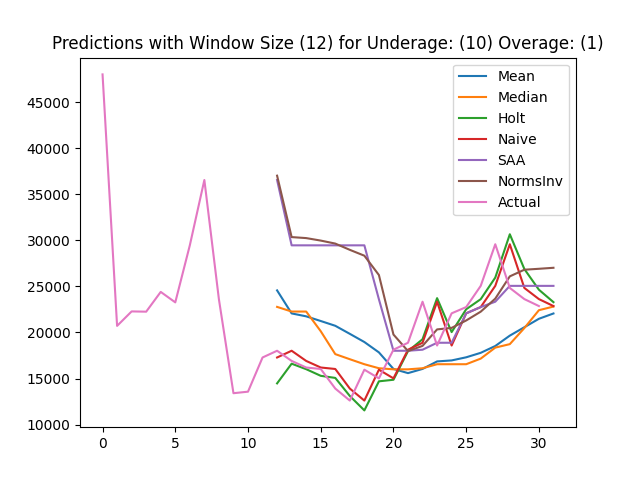 Predictions with Window Size (12) for Underage: (10) Overage: (1)
Mean
Median
Holt
Naive
SAA
NormsInv
Actual
45000
40000
35000
30000
25000
20000
15000
10000
0 5 10 15 20 25 30